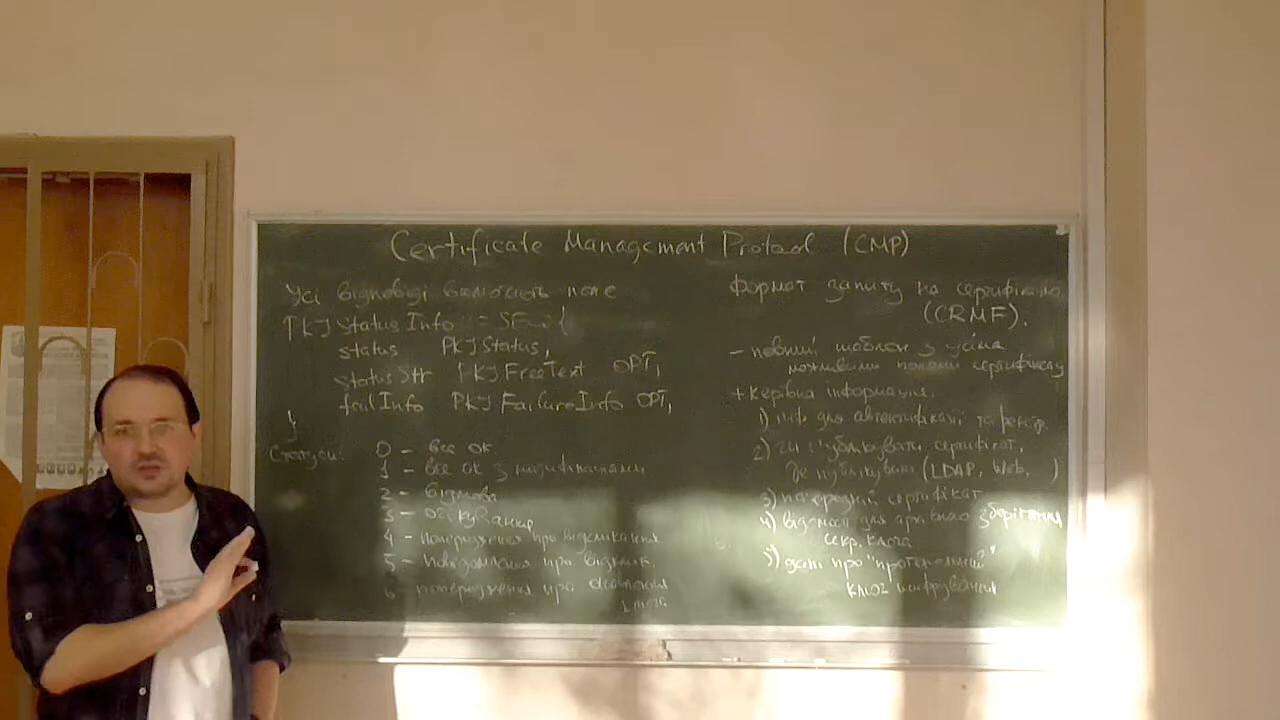 Certificate Management Protocol (CMP)
Усі відповіді включають поле
PKIStatusInfo ::= SEQ {
status PKIStatus,
statusStr PKIFreeText OPT,
failInfo PKIFailureInfo OPT,
}
Статуси:
0 – все ОК
1 – все ОК з модифікаціями
2 – відмова
3 – очікування
4 – попередження про відкликання
5 – повідомлення про відклик.
6 – попередження про оновлення
ключа
Формат запиту на сертифікацію
(CRMF).
– повний шаблон з усіма
можливими полями сертифікату
+ керівна інформація.
1) інф для автентифікації та реєстр.
2) чи публікувати сертифікат,
де публікувати (LDAP, Web, )
3) попередній сертифікат
4) відомості для архівного зберігання
секр. ключа
5) дані про "протокольний"
ключ шифрування